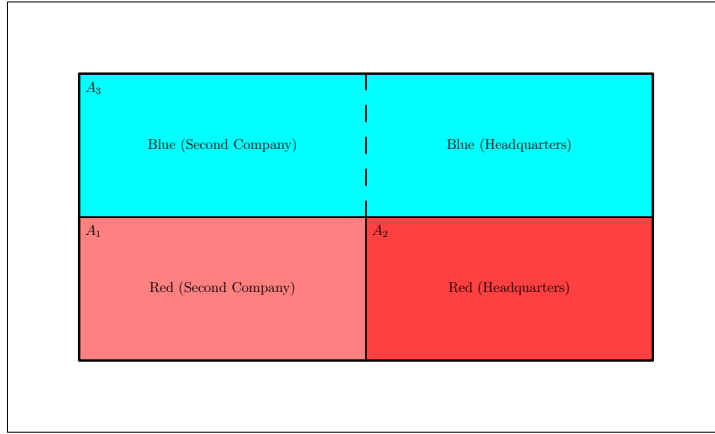 A₃
Blue (Second Company)
Blue (Headquarters)
A₁
A₂
Red (Second Company)
Red (Headquarters)